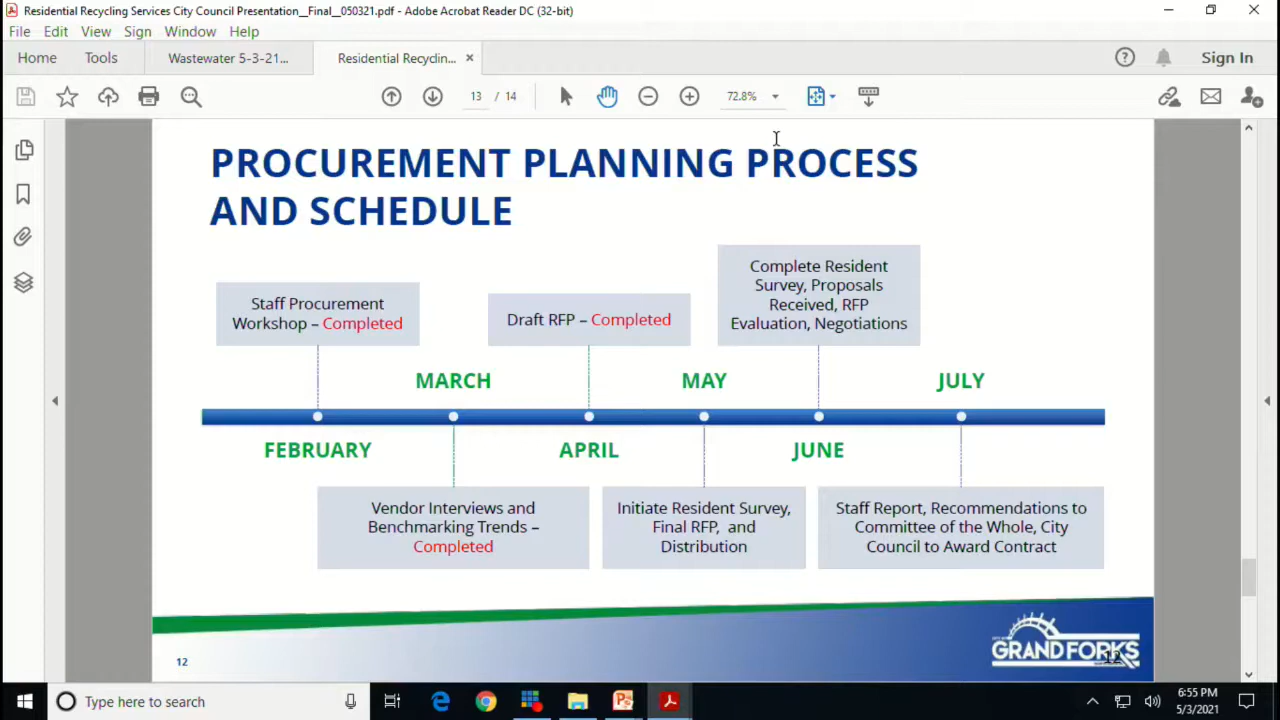 Residential Recycling Services City Council Presentation__Final__050321.pdf - Adobe Acrobat Reader DC (32-bit)
File Edit View Sign Window Help
Home Tools Wastewater 5-3-21... Residential Recyclin... × Sign In
13 / 14 72.8%
PROCUREMENT PLANNING PROCESS
AND SCHEDULE
Staff Procurement
Workshop – Completed
Draft RFP – Completed
Complete Resident
Survey, Proposals
Received, RFP
Evaluation, Negotiations
MARCH MAY JULY
FEBRUARY APRIL JUNE
Vendor Interviews and
Benchmarking Trends –
Completed
Initiate Resident Survey,
Final RFP, and
Distribution
Staff Report, Recommendations to
Committee of the Whole, City
Council to Award Contract
GRAND FORKS
12
12
Type here to search
6:55 PM
5/3/2021